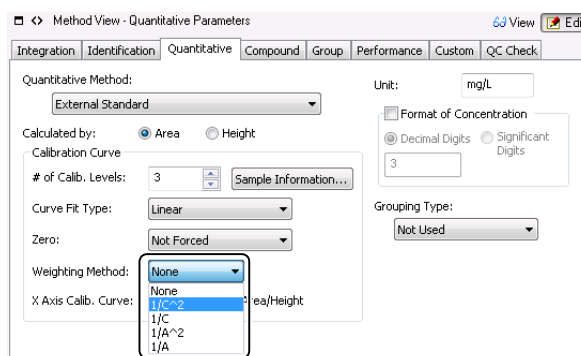 Method View - Quantitative Parameters
View Edi
Integration Identification Quantitative Compound Group Performance Custom QC Check
Quantitative Method:
External Standard
Unit: mg/L
Format of Concentration
Calculated by: Area Height
Decimal Digits Significant Digits
3
Calibration Curve
# of Calib. Levels: 3 Sample Information...
Curve Fit Type: Linear
Grouping Type:
Not Used
Zero: Not Forced
Weighting Method: None
None
1/C^2
X Axis Calib. Curve: rea/Height
1/C
1/A^2
1/A